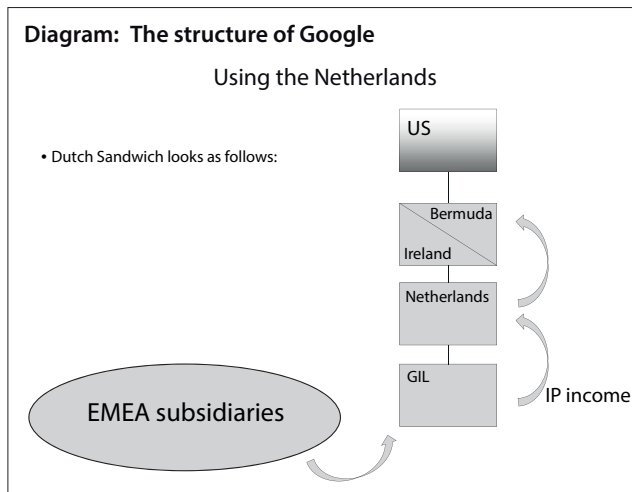 Diagram:  The structure of Google
Using the Netherlands
• Dutch Sandwich looks as follows:
US
Bermuda
Ireland
Netherlands
GIL
EMEA subsidiaries
IP income